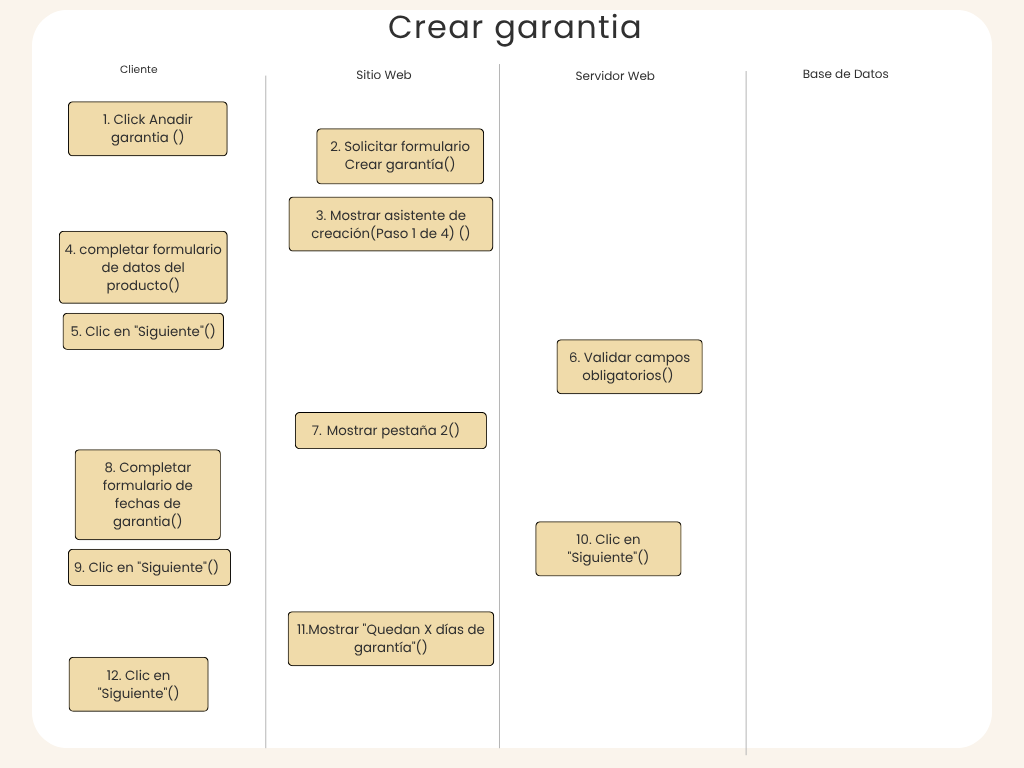 Crear garantia
Cliente
Sitio Web
Servidor Web
Base de Datos
1. Click Anadir
garantia ()
2. Solicitar formulario
Crear garantía()
3. Mostrar asistente de
creación(Paso 1 de 4) ()
4. completar formulario
de datos del
producto()
5. Clic en "Siguiente"()
6. Validar campos
obligatorios()
7. Mostrar pestaña 2()
8. Completar
formulario de
fechas de
garantia()
9. Clic en "Siguiente"()
10. Clic en
"Siguiente"()
11.Mostrar "Quedan X días de
garantía"()
12. Clic en
"Siguiente"()